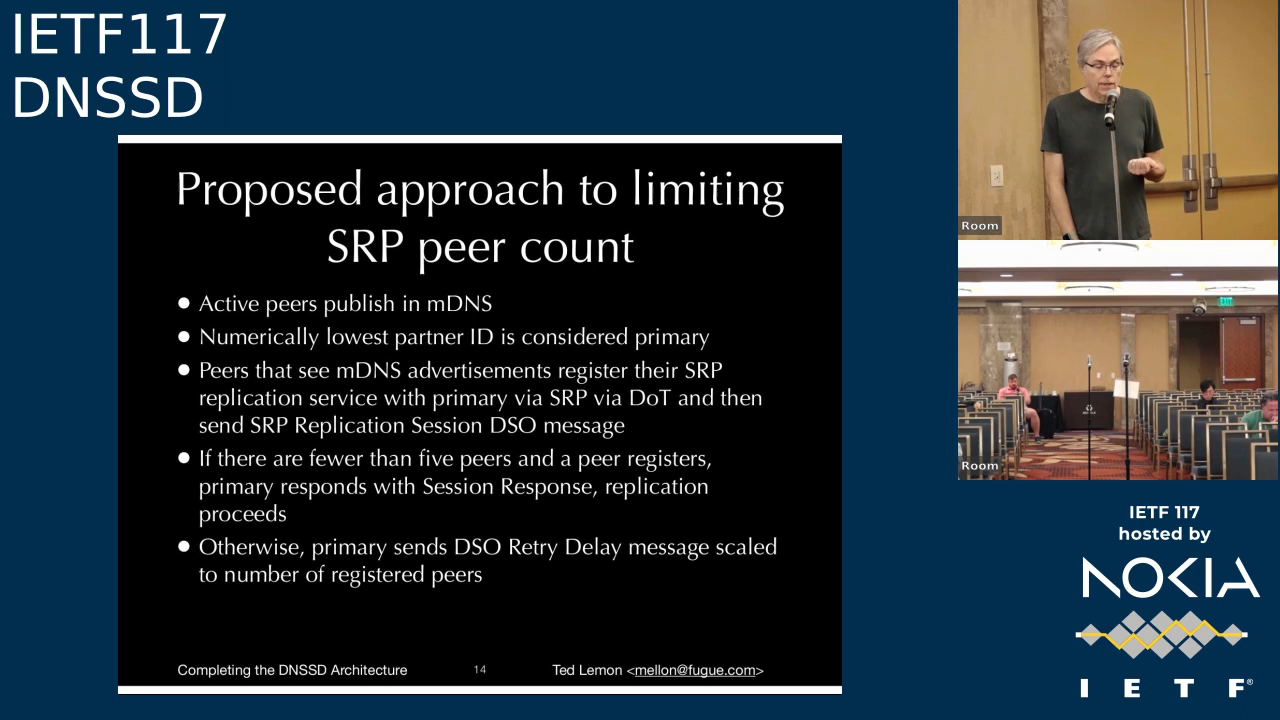 IETF117
DNSSD
Proposed approach to limiting
SRP peer count
● Active peers publish in mDNS
● Numerically lowest partner ID is considered primary
● Peers that see mDNS advertisements register their SRP
replication service with primary via SRP via DoT and then
send SRP Replication Session DSO message
● If there are fewer than five peers and a peer registers,
primary responds with Session Response, replication
proceeds
● Otherwise, primary sends DSO Retry Delay message scaled
to number of registered peers
Completing the DNSSD Architecture 14 Ted Lemon <mellon@fugue.com>
Room
EXIT
Room
IETF 117
hosted by
NOKIA
I E T F®